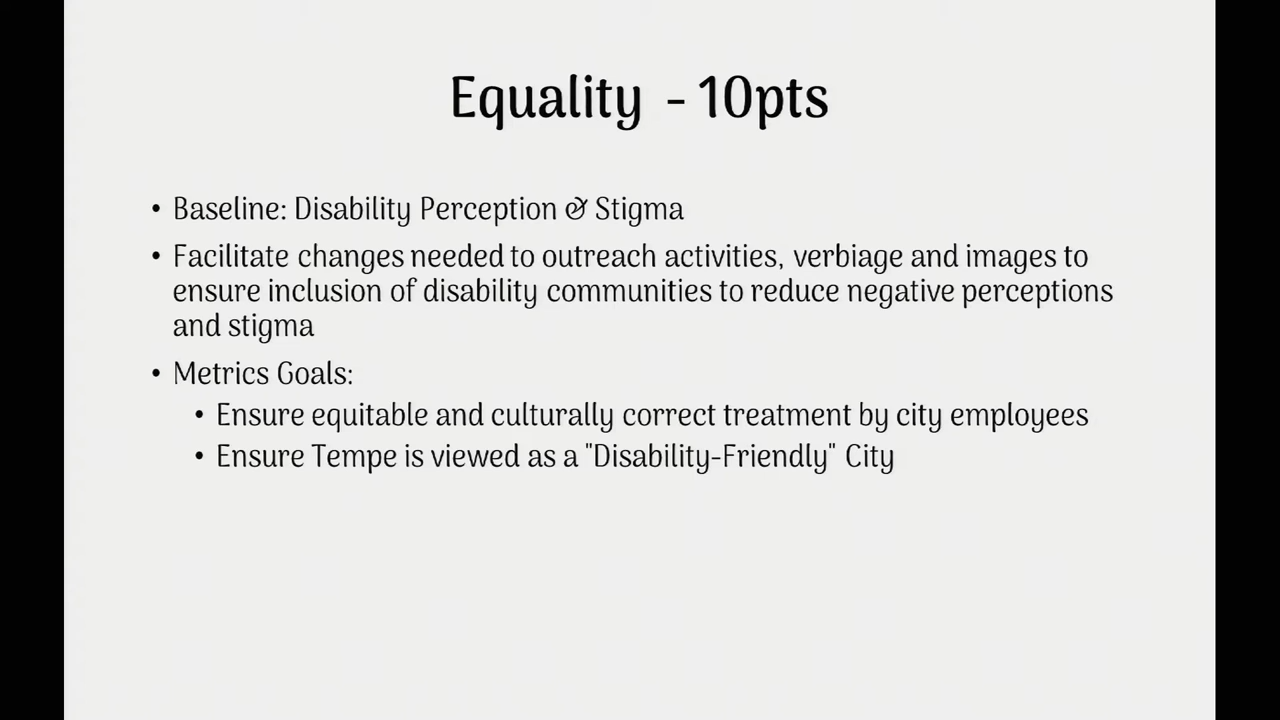 Equality - 10pts
• Baseline: Disability Perception & Stigma
• Facilitate changes needed to outreach activities, verbiage and images to
ensure inclusion of disability communities to reduce negative perceptions
and stigma
• Metrics Goals:
• Ensure equitable and culturally correct treatment by city employees
• Ensure Tempe is viewed as a "Disability-Friendly" City